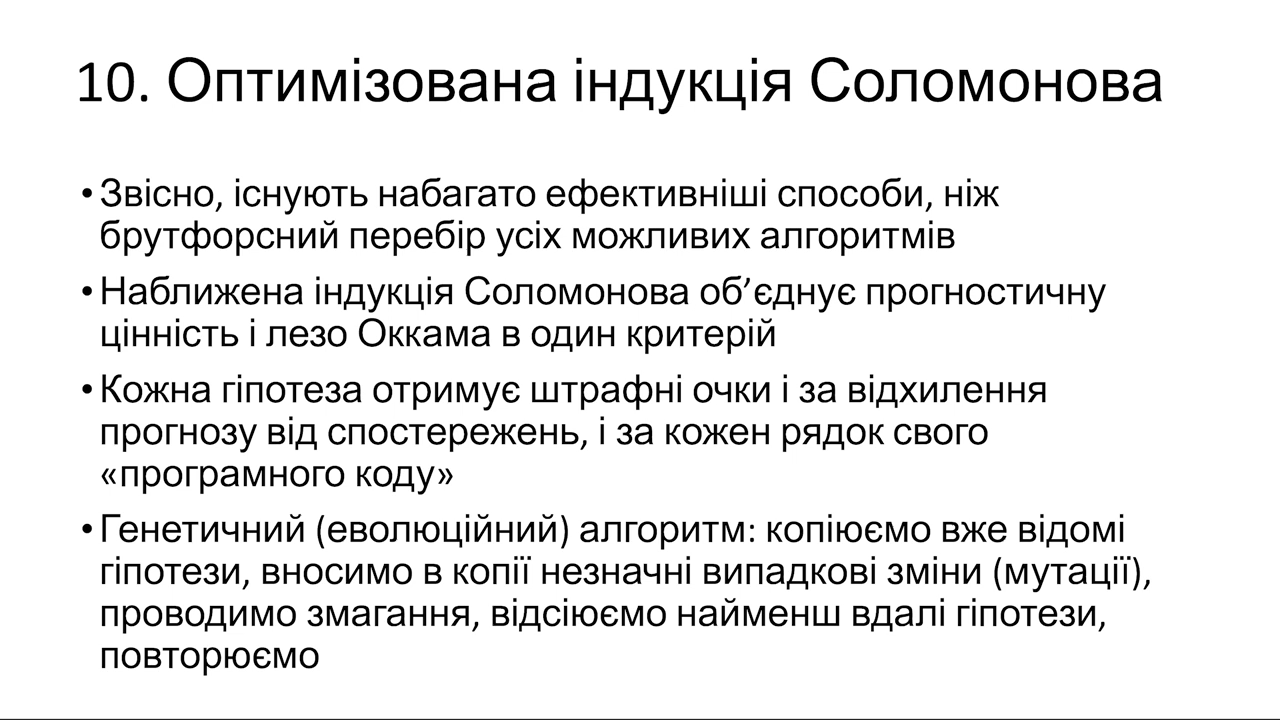 10. Оптимізована індукція Соломонова
•Звісно, існують набагато ефективніші способи, ніж
брутфорсний перебір усіх можливих алгоритмів
•Наближена індукція Соломонова об’єднує прогностичну
цінність і лезо Оккама в один критерій
•Кожна гіпотеза отримує штрафні очки і за відхилення
прогнозу від спостережень, і за кожен рядок свого
«програмного коду»
•Генетичний (еволюційний) алгоритм: копіюємо вже відомі
гіпотези, вносимо в копії незначні випадкові зміни (мутації),
проводимо змагання, відсіюємо найменш вдалі гіпотези,
повторюємо